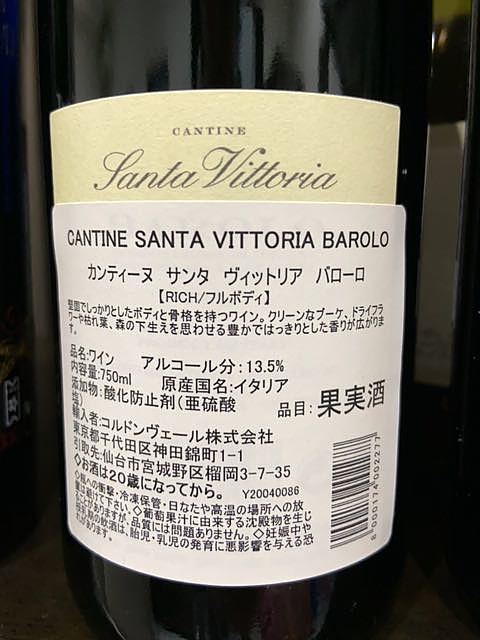 CANTINE
Santa Vittoria
CANTINE SANTA VITTORIA BAROLO
カンティーヌ サンタ ヴィットリア バローロ
【RICH/フルボディ】
堅固でしっかりとしたボディと骨格を持つワイン。クリーンなブーケ、ドライフラ
ワーや枯れ葉、森の下生えを思わせる豊かではっきりとした香りが広がりま
す。
品名:ワイン アルコール分:13.5%
内容量:750ml 原産国名:イタリア
添加物:酸化防止剤(亜硫酸
塩) 品目:果実酒
輸入者:コルドンヴェール株式会社
東京都千代田区神田錦町1-1
引取先:仙台市宮城野区榴岡3-7-35
◇お酒は20歳になってから。 Y20040086
◇瓶への衝撃・冷凍保管・日なたや高温の場所への放
置は避けて下さい。◇葡萄果汁に由来する沈殿物を生じ
ることがありますが、品質には問題ありません。◇妊娠中や
授乳期の飲酒は、胎児・乳児の発育に悪影響を与える恐
8090174002277